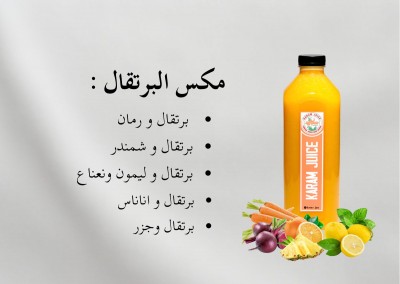 مكس البرتقال :
• برتقال و رمان
• برتقال و شمندر
• برتقال و ليمون ونعناع
• برتقال و اناناس
• برتقال وجزر
KARAM JUICE